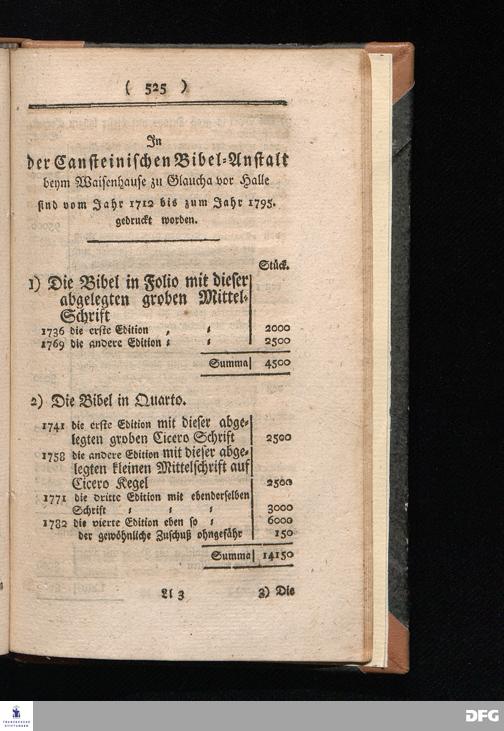 ( 525 )
In
der Cansteinischen Bibel-Anstalt
beym Waisenhause zu Glaucha vor Halle
sind vom Jahr 1712 bis zum Jahr 1795.
gedruckt worden.
Stück.
1) Die Bibel in Folio mit dieser
abgelegten groben Mittel-
Schrift
1736 die erste Edition 2000
1769 die andere Edition 2500
Summa 4500
2) Die Bibel in Quarto.
1741 die erste Edition mit dieser abge-
legten groben Cicero Schrift 2500
1758 die andere Edition mit dieser abge-
legten kleinen Mittelschrift auf
Cicero Kegel 2500
1771 die dritte Edition mit ebenderselben
Schrift 3000
1782 die vierte Edition eben so 6000
der gewöhnliche Zuschuß ohngefähr 150
Summa 14150
Ll 3 3) Die
FRANCKESCHE
STIFTUNGEN
DFG